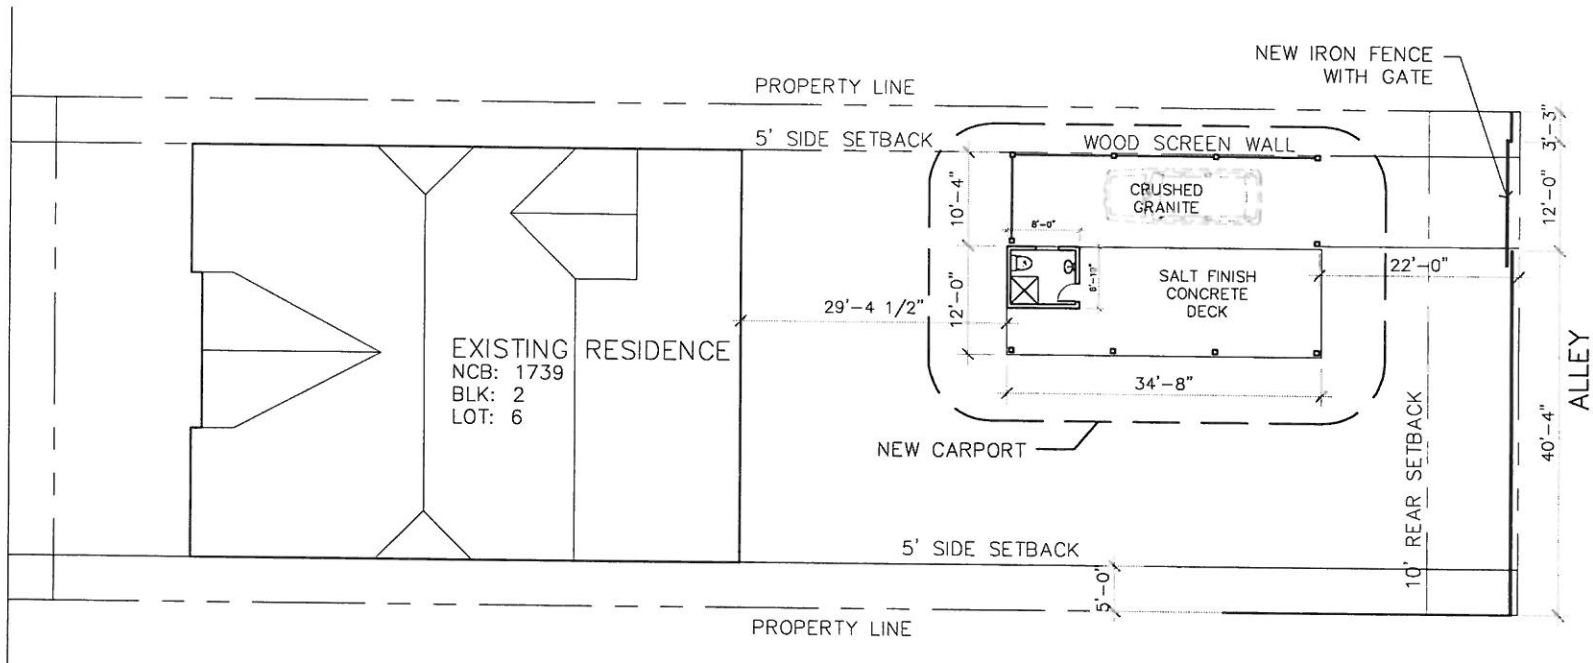 NEW IRON FENCE
WITH GATE
PROPERTY LINE
3'-3"
5' SIDE SETBACK
WOOD SCREEN WALL
CRUSHED
GRANITE
10'-4"
12'-0"
8'-0"
22'-0"
SALT FINISH
CONCRETE
DECK
8'-10"
12'-0"
29'-4 1/2"
EXISTING RESIDENCE
NCB: 1739
BLK: 2
LOT: 6
34'-8"
ALLEY
NEW CARPORT
40'-4"
10' REAR SETBACK
5' SIDE SETBACK
5'-0"
PROPERTY LINE